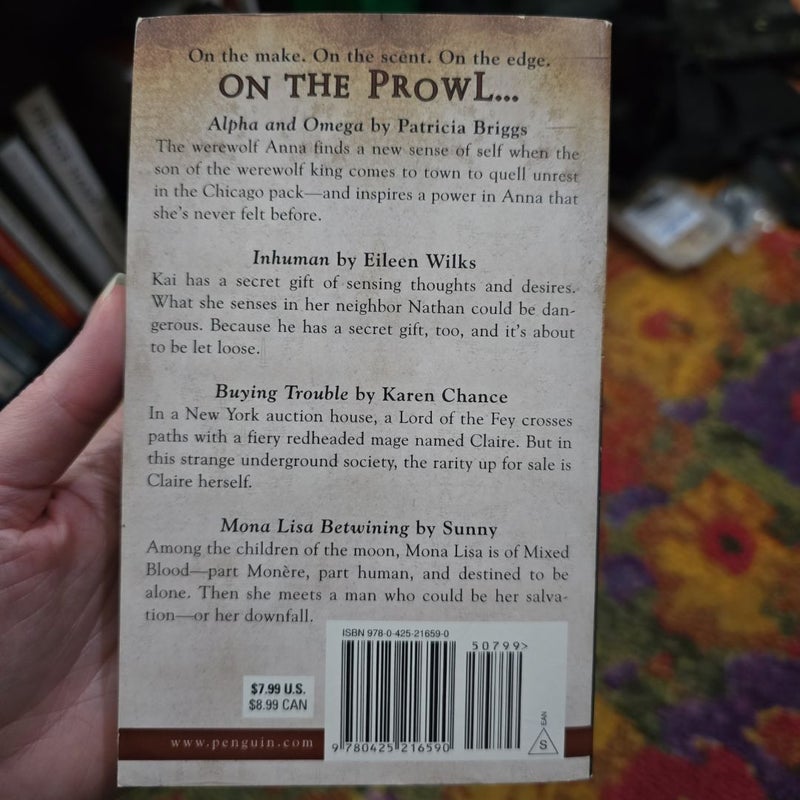 On the make. On the scent. On the edge.
ON THE PROWL...
Alpha and Omega by Patricia Briggs
The werewolf Anna finds a new sense of self when the
son of the werewolf king comes to town to quell unrest
in the Chicago pack—and inspires a power in Anna that
she's never felt before.
Inhuman by Eileen Wilks
Kai has a secret gift of sensing thoughts and desires.
What she senses in her neighbor Nathan could be dan-
gerous. Because he has a secret gift, too, and it's about
to be let loose.
Buying Trouble by Karen Chance
In a New York auction house, a Lord of the Fey crosses
paths with a fiery redheaded mage named Claire. But in
this strange underground society, the rarity up for sale is
Claire herself.
Mona Lisa Betwining by Sunny
Among the children of the moon, Mona Lisa is of Mixed
Blood—part Monère, part human, and destined to be
alone. Then she meets a man who could be her salva-
tion—or her downfall.
ISBN 978-0-425-21659-0
50799>
$7.99 U.S.
$8.99 CAN
EAN
S
www.penguin.com
9 780425 216590